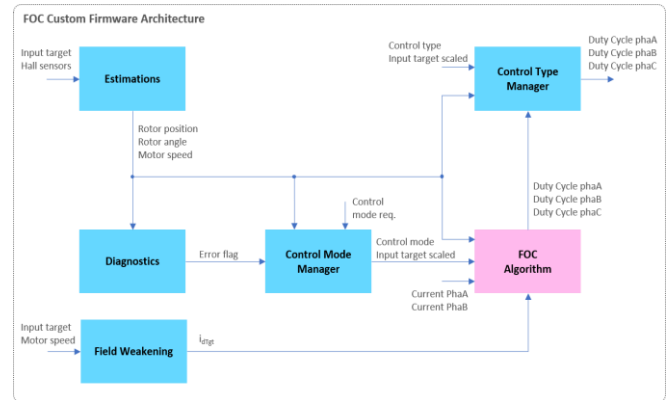 FOC Custom Firmware Architecture
Input target
Hall sensors
Estimations
Control type
Input target scaled
Control Type
Manager
Duty Cycle phaA
Duty Cycle phaB
Duty Cycle phaC
Rotor position
Rotor angle
Motor speed
Duty Cycle phaA
Duty Cycle phaB
Duty Cycle phaC
Control
mode req.
Diagnostics
Error flag
Control Mode
Manager
Control mode
Input target scaled
FOC
Algorithm
Current PhaA
Current PhaB
Input target
Motor speed
Field Weakening
idTgt